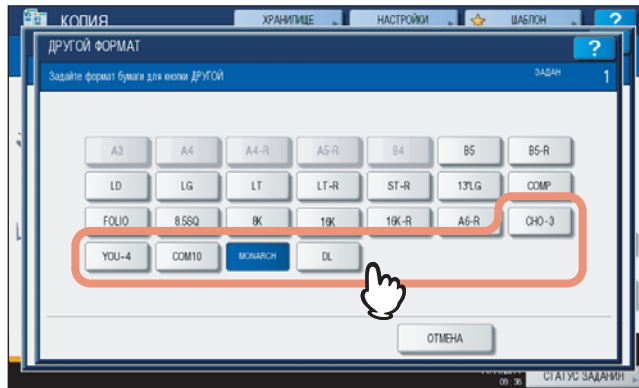 КОПИЯ ХРАНИЛИЩЕ НАСТРОЙКИ ШАБЛОН ?
ДРУГОЙ ФОРМАТ ?
Задайте формат бумаги для кнопки ДРУГОЙ ЗАДАН 1
A3 A4 A4-R A5-R B4 B5 B5-R
LD LG LT LT-R ST-R 13"LG COMP
FOLIO 8.5SQ 8K 16K 16K-R A6-R CHO-3
YOU-4 COM10 MONARCH DL
ОТМЕНА
09:36 СТАТУС ЗАДАНИЯ